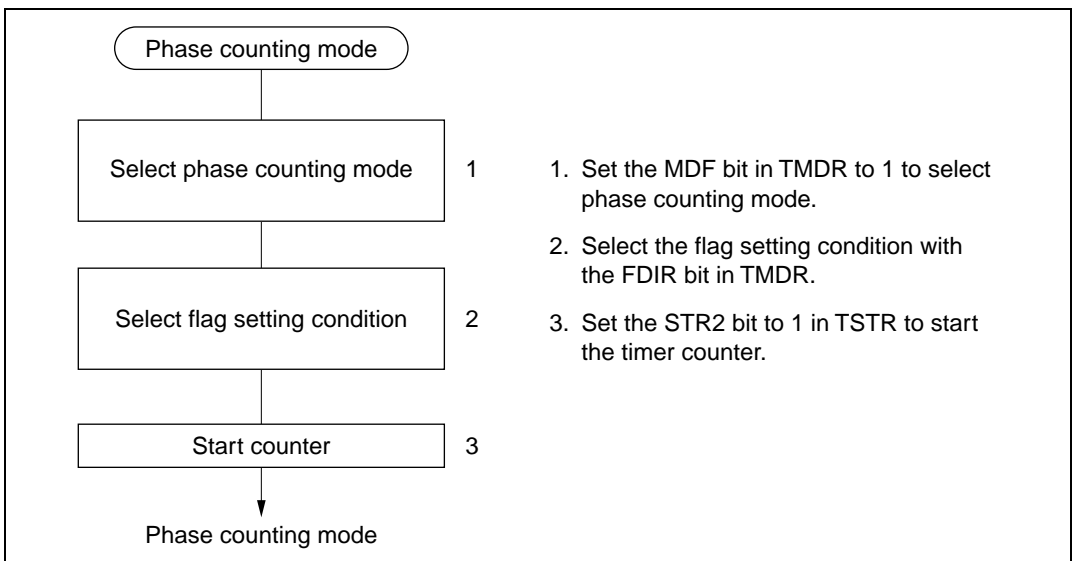 Phase counting mode
Select phase counting mode
1
Select flag setting condition
2
Start counter
3
Phase counting mode
1. Set the MDF bit in TMDR to 1 to select
phase counting mode.
2. Select the flag setting condition with
the FDIR bit in TMDR.
3. Set the STR2 bit to 1 in TSTR to start
the timer counter.